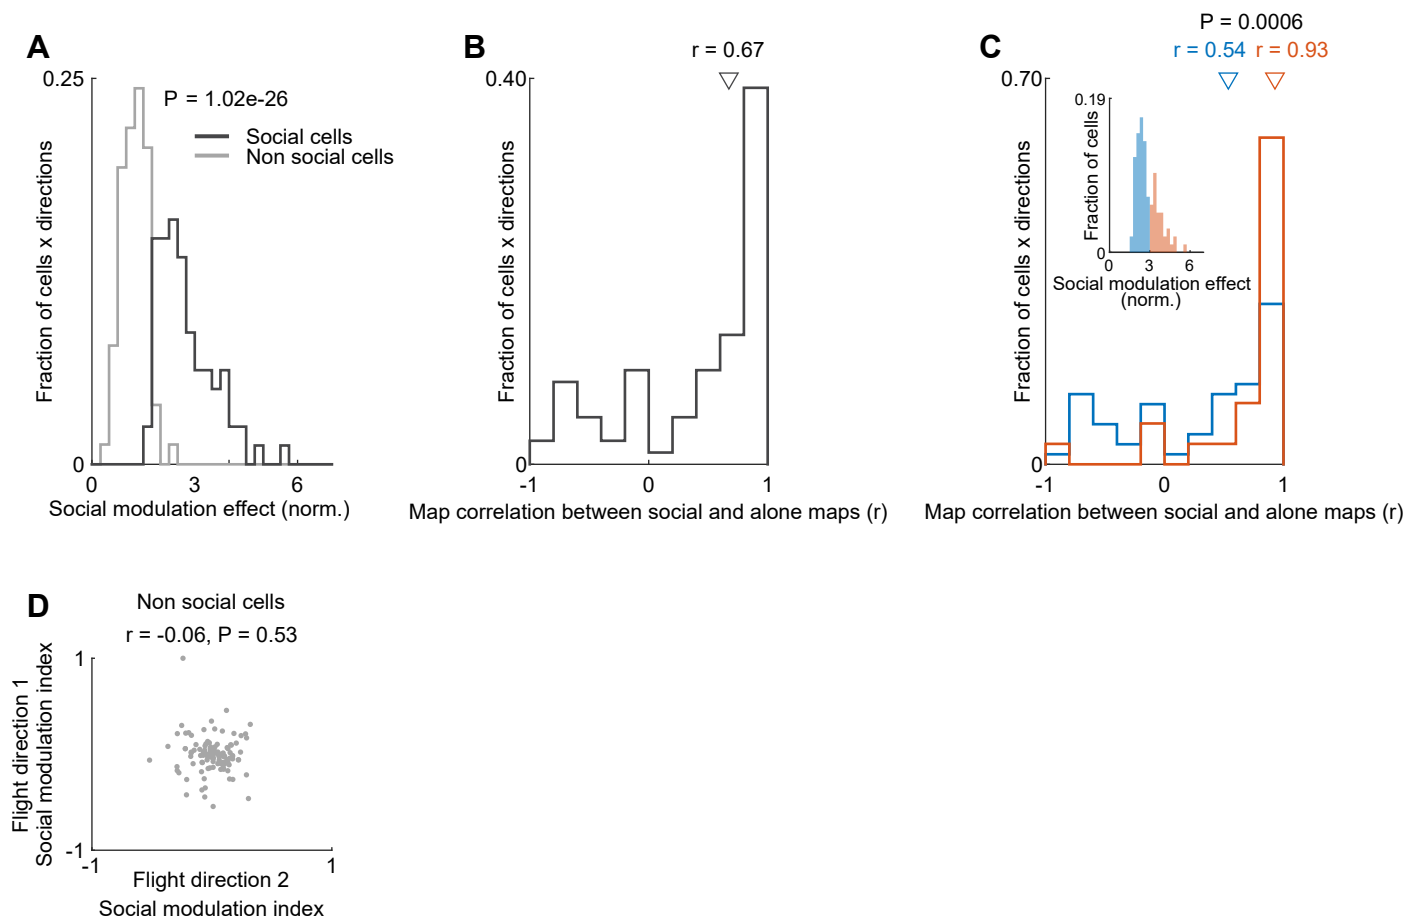 A
0.25
P = 1.02e-26
Social cells
Non social cells
Fraction of cells x directions
0
0
3
6
Social modulation effect (norm.)
B
r = 0.67
0.40
Fraction of cells x directions
0
-1
0
1
Map correlation between social and alone maps (r)
C
P = 0.0006
r = 0.54
r = 0.93
0.70
Fraction of cells x directions
0.19
Fraction of cells
0
0
3
6
Social modulation effect
(norm.)
0
-1
0
1
Map correlation between social and alone maps (r)
D
Non social cells
r = -0.06, P = 0.53
1
Flight direction 1
Social modulation index
-1
-1
1
Flight direction 2
Social modulation index